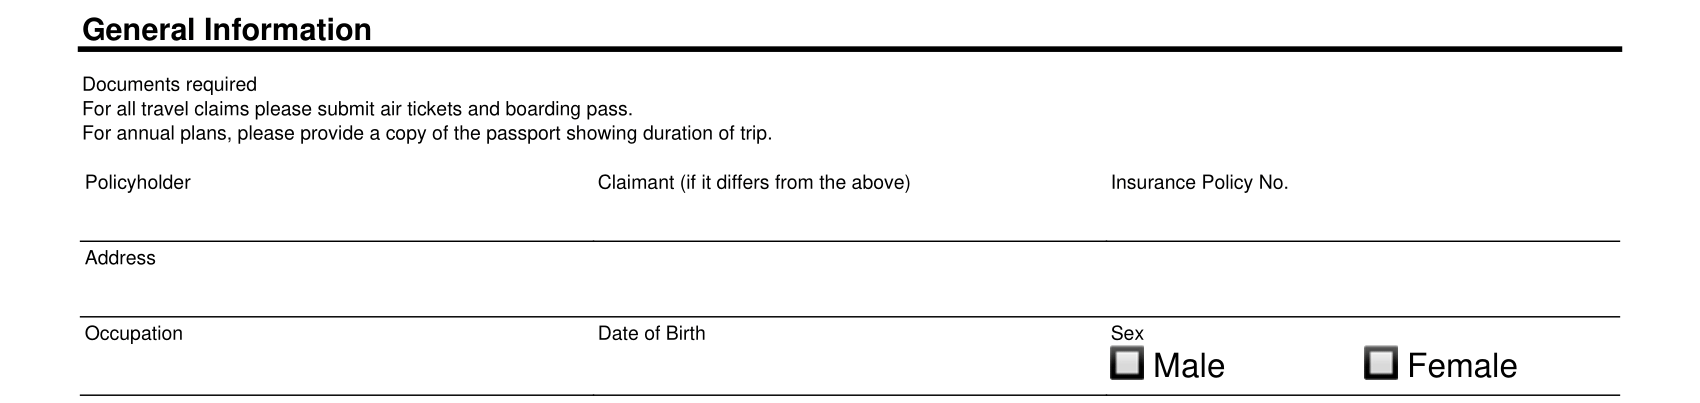 General Information
Documents required
For all travel claims please submit air tickets and boarding pass.
For annual plans, please provide a copy of the passport showing duration of trip.
Policyholder Claimant (if it differs from the above) Insurance Policy No.
Address
Occupation Date of Birth Sex
Male Female